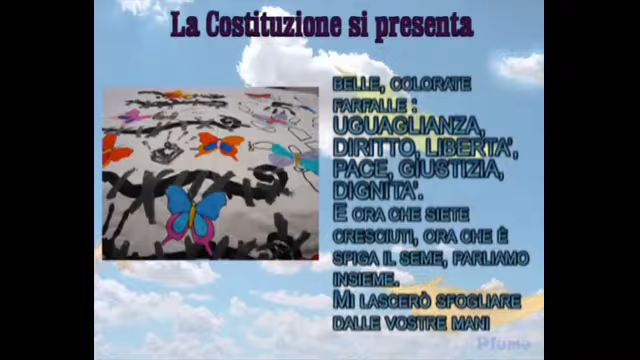 La Costituzione si presenta
BELLE, COLORATE
FARFALLE :
UGUAGLIANZA,
DIRITTO, LIBERTA',
PACE, GIUSTIZIA,
DIGNITA'.
E ORA CHE SIETE
CRESCIUTI, ORA CHE È
SPIGA IL SEME, PARLIAMO
INSIEME.
MI LASCERÒ SFOGLIARE
DALLE VOSTRE MANI